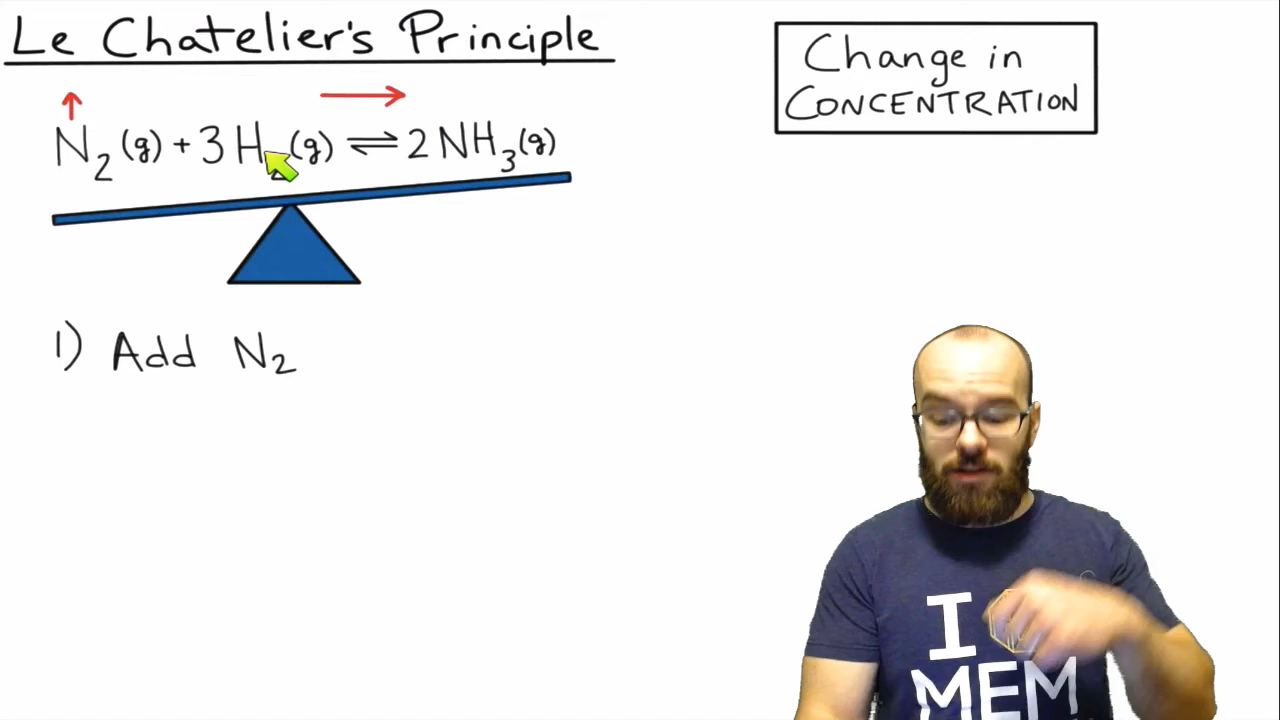 Le Chatelier's Principle
Change in
CONCENTRATION
N₂ (g) + 3 H₂ (g) ⇌ 2 NH₃ (g)
1) Add N₂
I
MEM